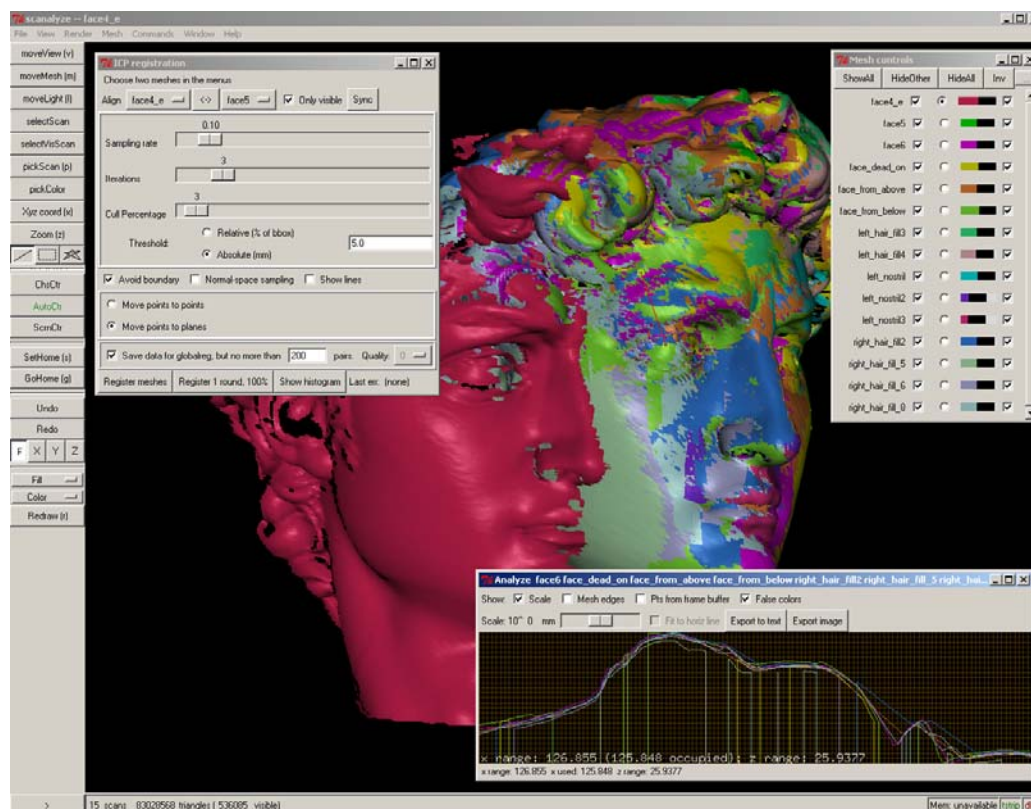 scanalyze -- face4_e
File View Render Mesh Commands Window Help
moveView (v)
moveMesh (m)
moveLight (l)
selectScan
selectVisScan
pickScan (p)
pickColor
Xyz coord (x)
Zoom (z)
ChsCtr
AutoCtr
ScrnCtr
SetHome (s)
GoHome (g)
Undo
Redo
F X Y Z
Fill
Color
Redraw (r)
ICP registration
Choose two meshes in the menus
Align face4_e <-> face5 Only visible Sync
0.10
Sampling rate
3
Iterations
3
Cull Percentage
Threshold:
Relative (% of bbox)
Absolute (mm)
5.0
Avoid boundary Normal-space sampling Show lines
Move points to points
Move points to planes
Save data for globalreg, but no more than 200 pairs. Quality: 0
Register meshes Register 1 round, 100% Show histogram Last err: (none)
Mesh controls
ShowAll HideOther HideAll Inv ...
face4_e
face5
face6
face_dead_on
face_from_above
face_from_below
left_hair_fill3
left_hair_fill4
left_nostril
left_nostril2
left_nostril3
right_hair_fill2
right_hair_fill_5
right_hair_fill_6
right_hair_fill_8
Analyze face6 face_dead_on face_from_above face_from_below right_hair_fill2 right_hair_fill_5 right_hai...
Show: Scale Mesh edges Pts from frame buffer False colors
Scale: 10^ 0 mm Fit to horiz line Export to text Export image
x range: 126.855 (125.848 occupied); z range: 25.9377
x range: 126.855 x used: 125.848 z range: 25.9377
> 15 scans 83028568 triangles ( 536085 visible) Mem: unavailable tstrip